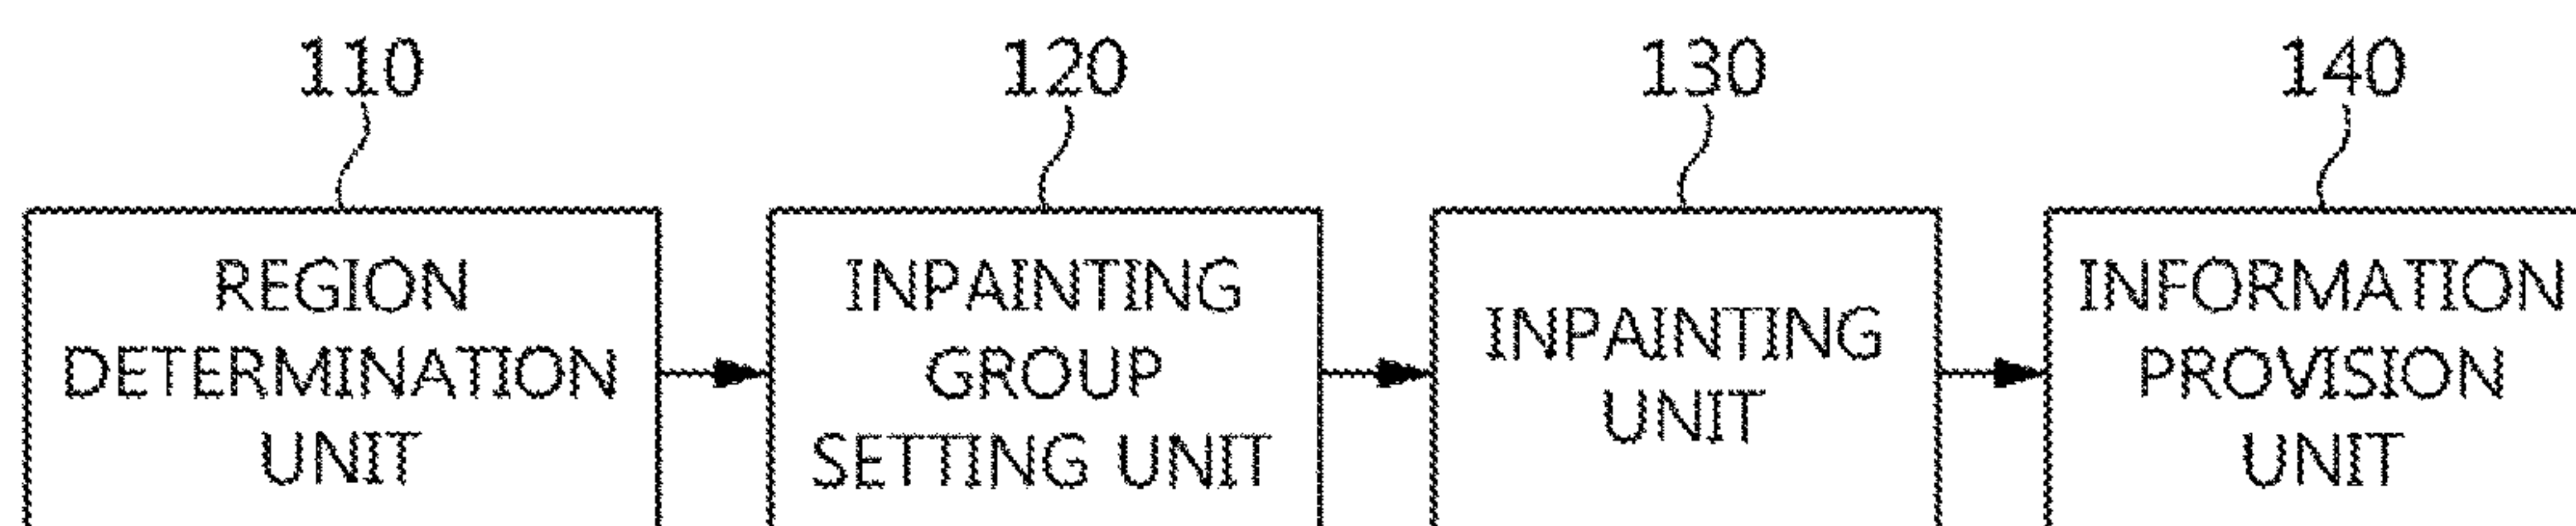 110
120
130
140
REGION
DETERMINATION
UNIT
INPAINTING
GROUP
SETTING UNIT
INPAINTING
UNIT
INFORMATION
PROVISION
UNIT